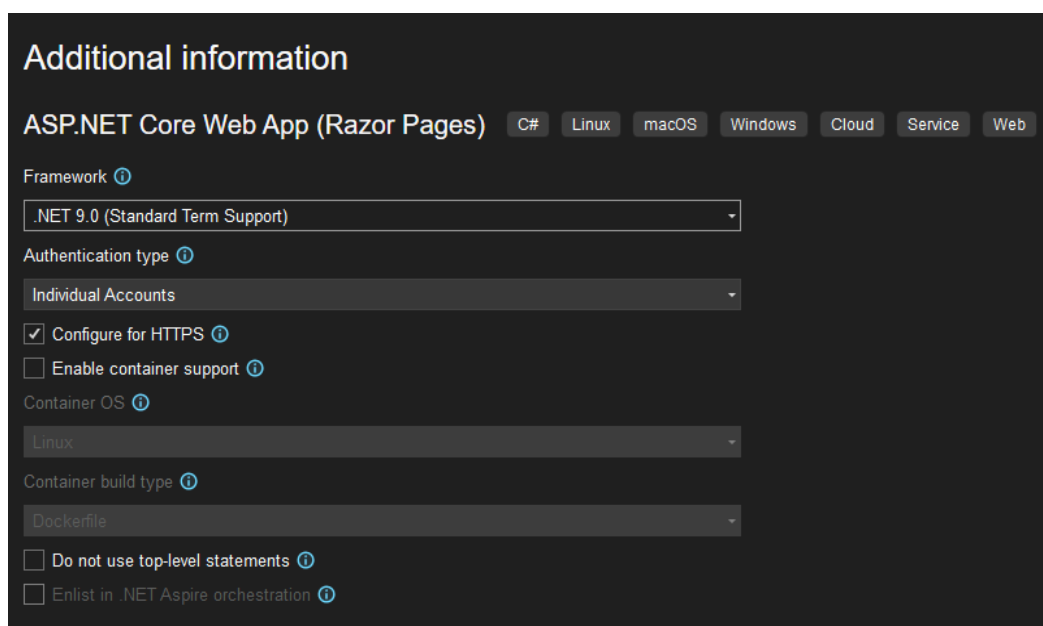 Additional information
ASP.NET Core Web App (Razor Pages) C# Linux macOS Windows Cloud Service Web
Framework
.NET 9.0 (Standard Term Support)
Authentication type
Individual Accounts
Configure for HTTPS
Enable container support
Container OS
Linux
Container build type
Dockerfile
Do not use top-level statements
Enlist in .NET Aspire orchestration